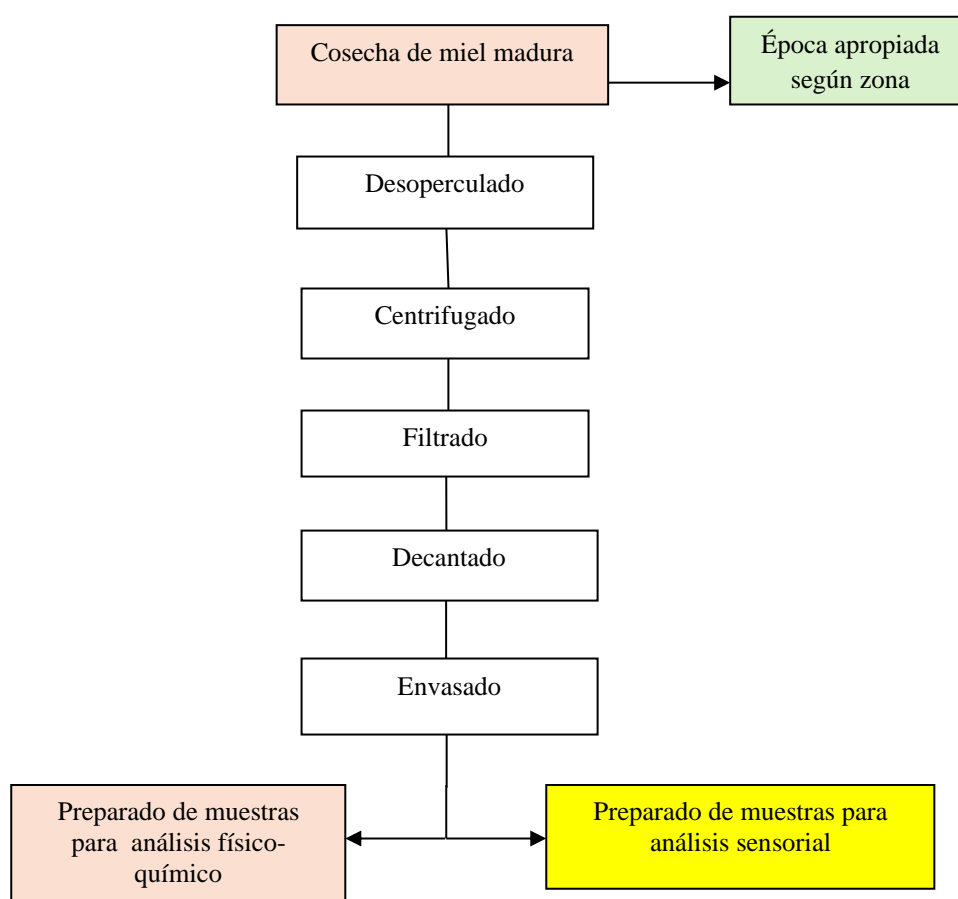 Cosecha de miel madura
Época apropiada
según zona
Desoperculado
Centrifugado
Filtrado
Decantado
Envasado
Preparado de muestras
para análisis físico-
químico
Preparado de muestras para
análisis sensorial